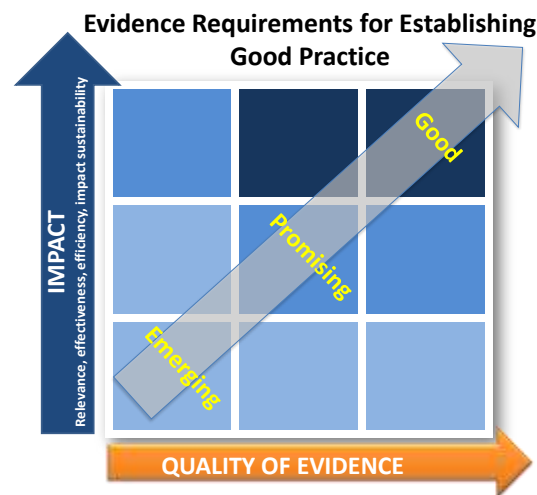 Evidence Requirements for Establishing
Good Practice
IMPACT
Relevance, effectiveness, efficiency, impact sustainability
Good
Promising
Emerging
QUALITY OF EVIDENCE